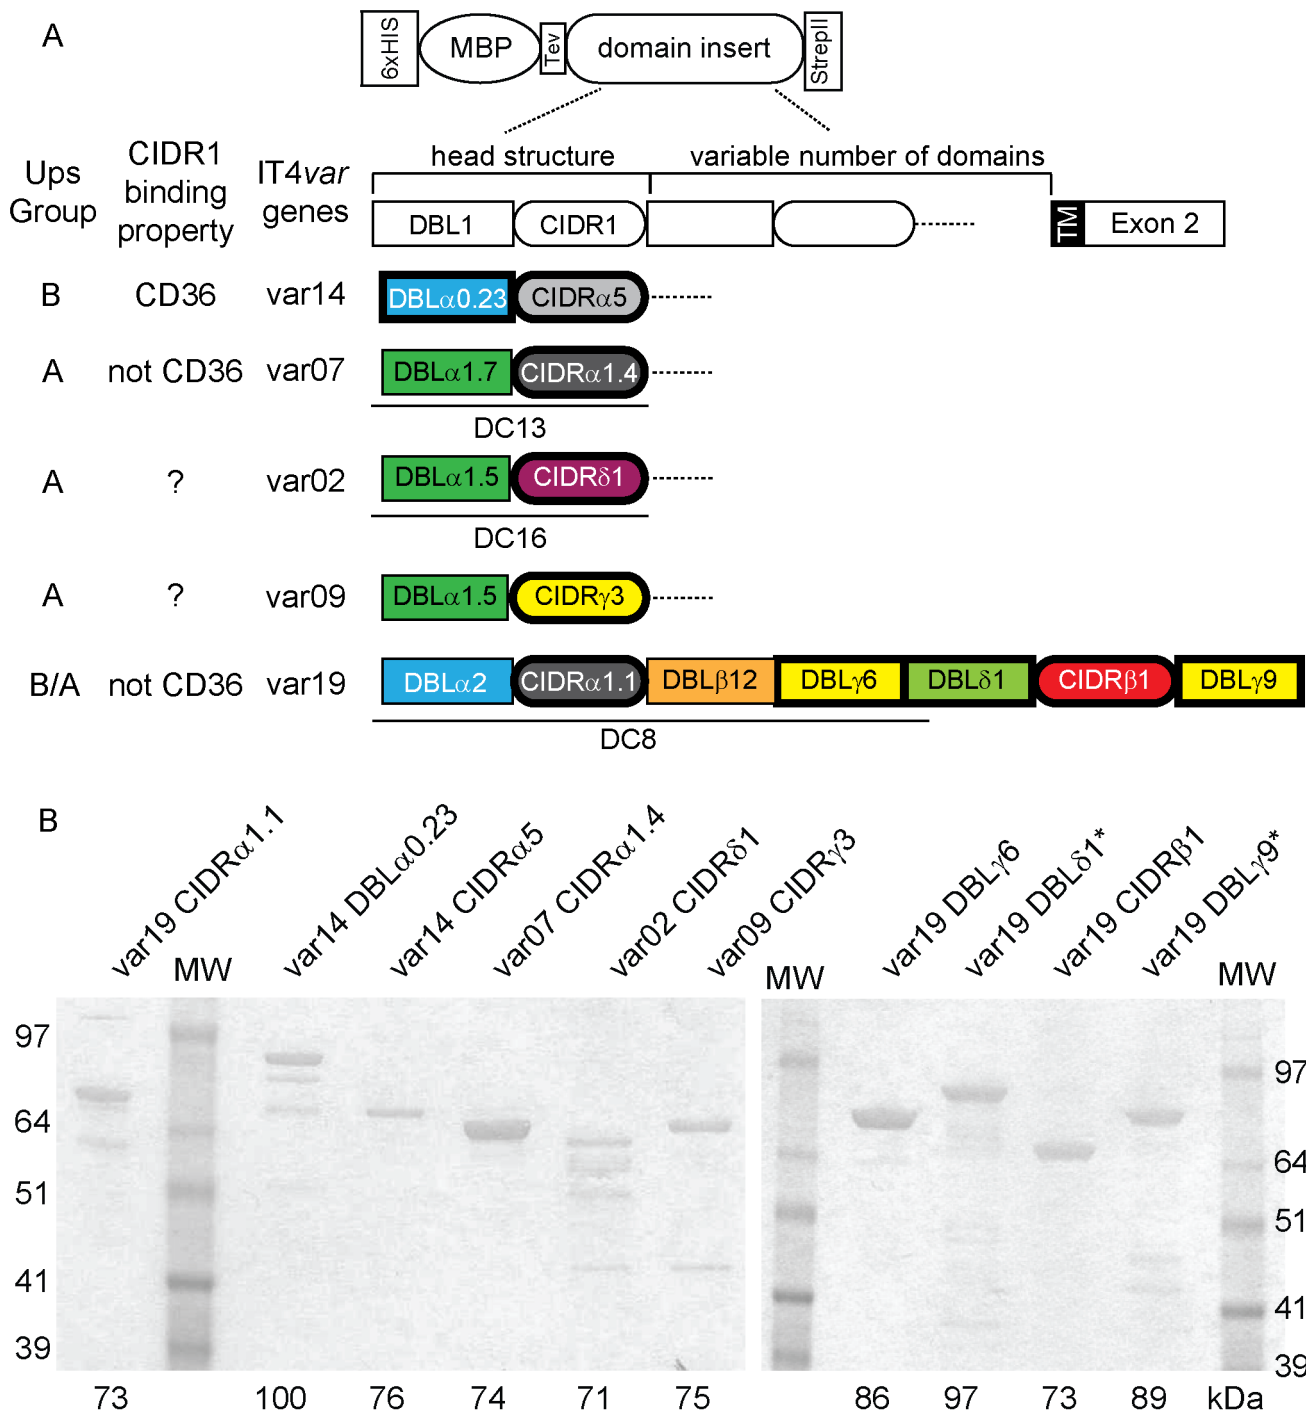 A
6xHIS MBP Tev domain insert StrepII
Ups Group
CIDR1 binding property
IT4var genes
head structure variable number of domains
DBL1 CIDR1 TM Exon 2
B CD36 var14 DBLα0.23 CIDRα5
A not CD36 var07 DBLα1.7 CIDRα1.4
DC13
A ? var02 DBLα1.5 CIDRδ1
DC16
A ? var09 DBLα1.5 CIDRγ3
B/A not CD36 var19 DBLα2 CIDRα1.1 DBLβ12 DBLγ6 DBLδ1 CIDRβ1 DBLγ9
DC8
B
var19 CIDRα1.1
MW
var14 DBLα0.23
var14 CIDRα5
var07 CIDRα1.4
var02 CIDRδ1
var09 CIDRγ3
MW
var19 DBLγ6
var19 DBLδ1*
var19 CIDRβ1
var19 DBLγ9*
MW
97
64
51
41
39
97
64
51
41
39
73 100 76 74 71 75 86 97 73 89 kDa